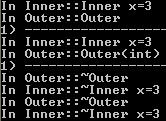 In Inner::Inner x=3
In Outer::Outer
1) --------------------
In Inner::Inner x=3
In Outer::Outer(int)
1) --------------------
In Outer::~Outer
In Inner::~Inner x=3
In Outer::~Outer
In Inner::~Inner x=3